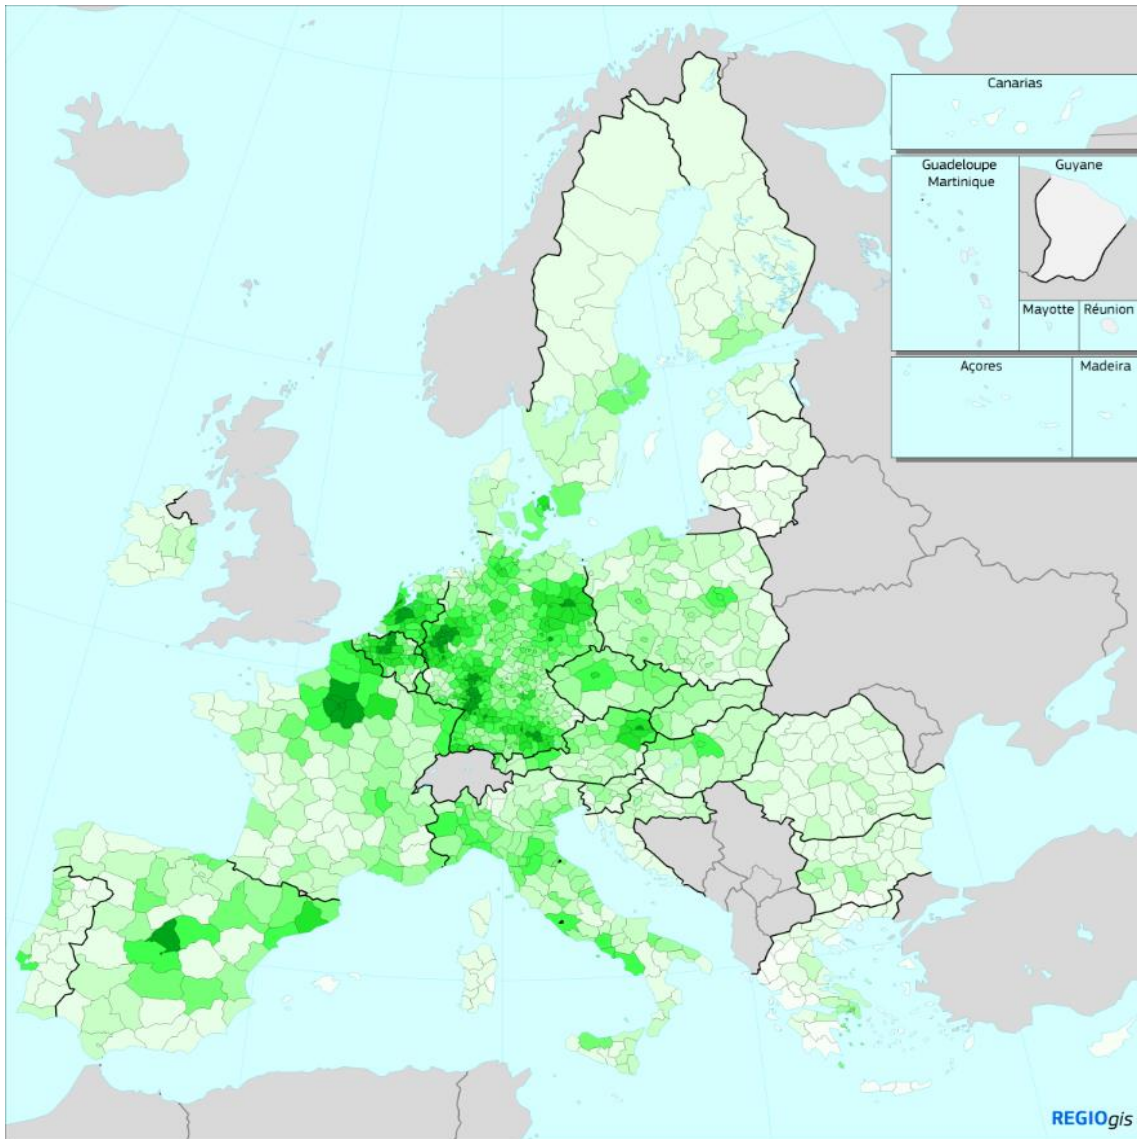 Canarias
Guadeloupe
Martinique
Guyane
Mayotte
Réunion
Açores
Madeira
REGIOgis